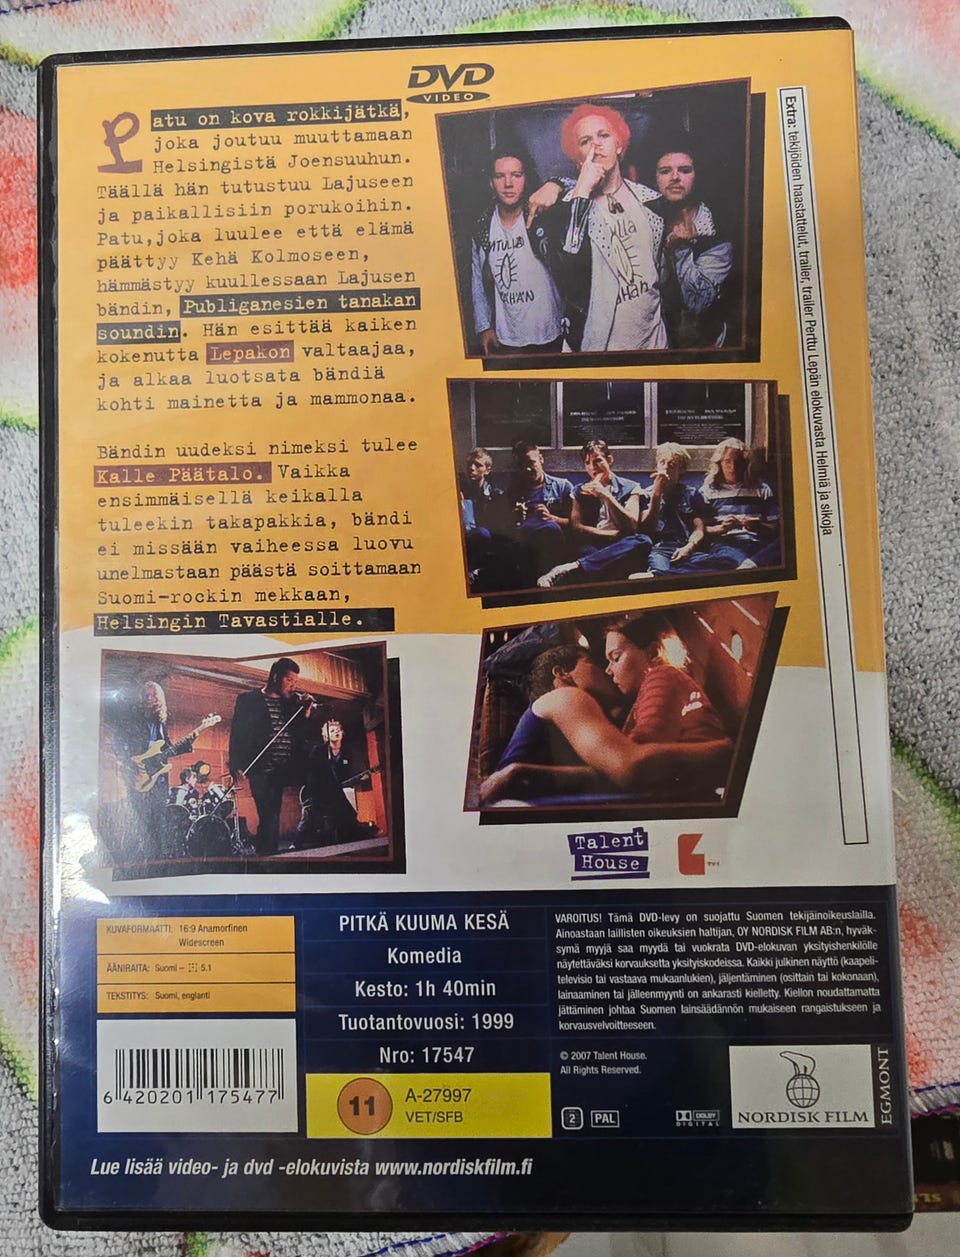 DVD
VIDEO
Patu on kova rokkijätkä,
joka joutuu muuttamaan
Helsingistä Joensuuhun.
Täällä hän tutustuu Lajuseen
ja paikallisiin porukoihin.
Patu,joka luulee että elämä
päättyy Kehä Kolmoseen,
hämmästyy kuullessaan Lajusen
bändin, Publiganesien tanakan
soundin. Hän esittää kaiken
kokenutta Lepakon valtaajaa,
ja alkaa luotsata bändiä
kohti mainetta ja mammonaa.
Bändin uudeksi nimeksi tulee
Kalle Päätalo. Vaikka
ensimmäisellä keikalla
tuleekin takapakkia, bändi
ei missään vaiheessa luovu
unelmastaan päästä soittamaan
Suomi-rockin mekkaan,
Helsingin Tavastialle.
Extra: tekijöiden haastattelut, trailer, trailer Perttu Lepän elokuvasta Helmiä ja sikoja
Talent
House
KUVAFORMAATTI: 16:9 Anamorfinen
Widescreen
ÄÄNIRAITA: Suomi – 5.1
TEKSTITYS: Suomi, englanti
6 420201 175477
PITKÄ KUUMA KESÄ
Komedia
Kesto: 1h 40min
Tuotantovuosi: 1999
Nro: 17547
11
A-27997
VET/SFB
VAROITUS! Tämä DVD-levy on suojattu Suomen tekijäinoikeuslailla.
Ainoastaan laillisten oikeuksien haltijan, OY NORDISK FILM AB:n, hyväk-
symä myyjä saa myydä tai vuokrata DVD-elokuvan yksityishenkilölle
näytettäväksi korvauksetta yksityiskodeissa. Kaikki julkinen näyttö (kaapeli-
televisio tai vastaava mukaanlukien), jäljentäminen (osittain tai kokonaan),
lainaaminen tai jälleenmyynti on ankarasti kielletty. Kiellon noudattamatta
jättäminen johtaa Suomen lainsäädännön mukaiseen rangaistukseen ja
korvausvelvoitteeseen.
© 2007 Talent House.
All Rights Reserved.
2
PAL
DOLBY
DIGITAL
NORDISK FILM
EGMONT
Lue lisää video- ja dvd -elokuvista www.nordiskfilm.fi